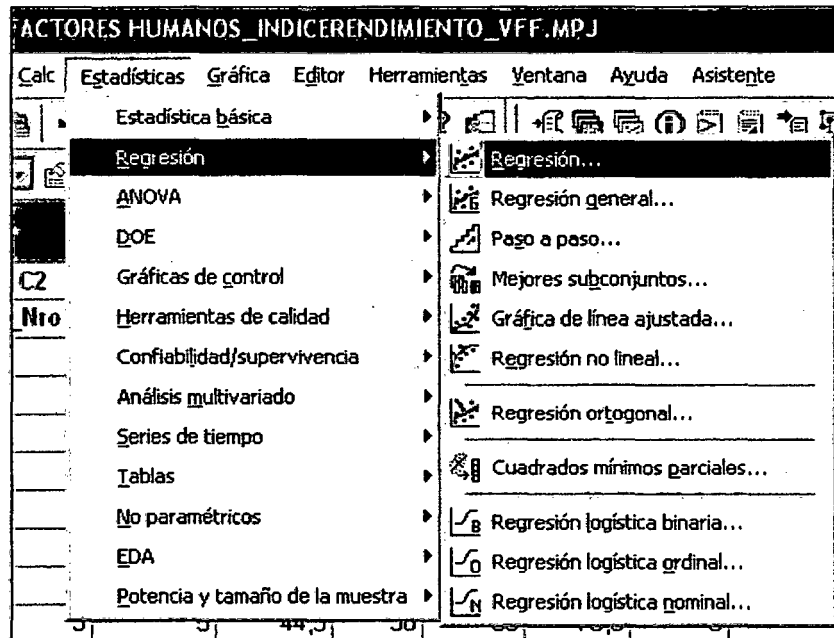 FACTORES HUMANOS_INDICERENDIMIENTO_VFF.MPJ
Calc Estadísticas Gráfica Editor Herramientas Ventana Ayuda Asistente
Estadística básica
Regresión
ANOVA
DOE
Gráficas de control
Herramientas de calidad
Confiabilidad/supervivencia
Análisis multivariado
Series de tiempo
Tablas
No paramétricos
EDA
Potencia y tamaño de la muestra
Regresión...
Regresión general...
Paso a paso...
Mejores subconjuntos...
Gráfica de línea ajustada...
Regresión no lineal...
Regresión ortogonal...
Cuadrados mínimos parciales...
Regresión logística binaria...
Regresión logística ordinal...
Regresión logística nominal...
C2
Nro